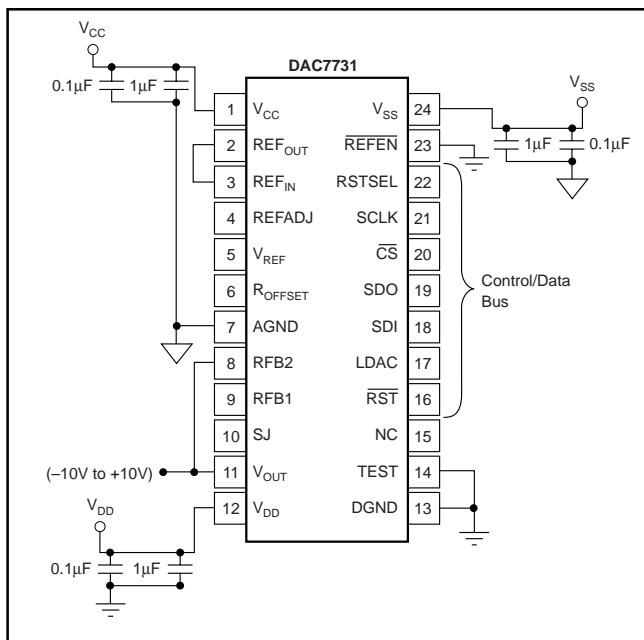 V_CC
0.1µF 1µF
DAC7731
V_SS
1µF 0.1µF
1 V_CC
2 REF_OUT
3 REF_IN
4 REFADJ
5 V_REF
6 R_OFFSET
7 AGND
8 RFB2
9 RFB1
10 SJ
11 V_OUT
12 V_DD
V_SS 24
R̅E̅F̅E̅N̅ 23
RSTSEL 22
SCLK 21
C̅S̅ 20
SDO 19
SDI 18
LDAC 17
R̅S̅T̅ 16
NC 15
TEST 14
DGND 13
Control/Data
Bus
(–10V to +10V)
V_DD
0.1µF 1µF